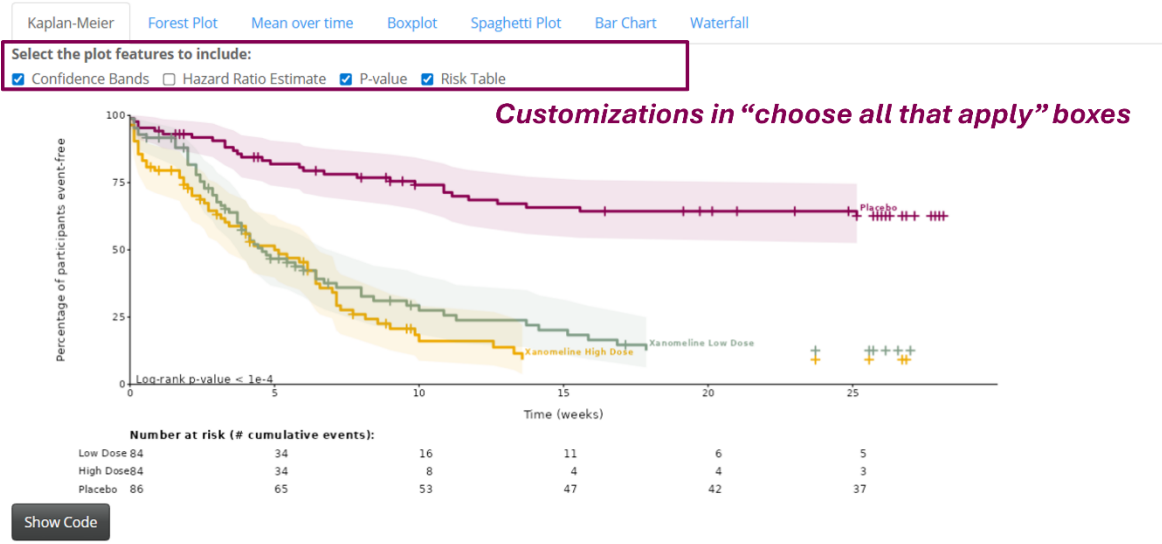 Kaplan-Meier Forest Plot Mean over time Boxplot Spaghetti Plot Bar Chart Waterfall
Select the plot features to include:
Confidence Bands Hazard Ratio Estimate P-value Risk Table
Customizations in “choose all that apply” boxes
Percentage of participants event-free
100
75
50
25
0
Placebo
Xanomeline Low Dose
Xanomeline High Dose
Log-rank p-value < 1e-4
0 5 10 15 20 25
Time (weeks)
Number at risk (# cumulative events):
Low Dose 84 34 16 11 6 5
High Dose 84 34 8 4 4 3
Placebo 86 65 53 47 42 37
Show Code